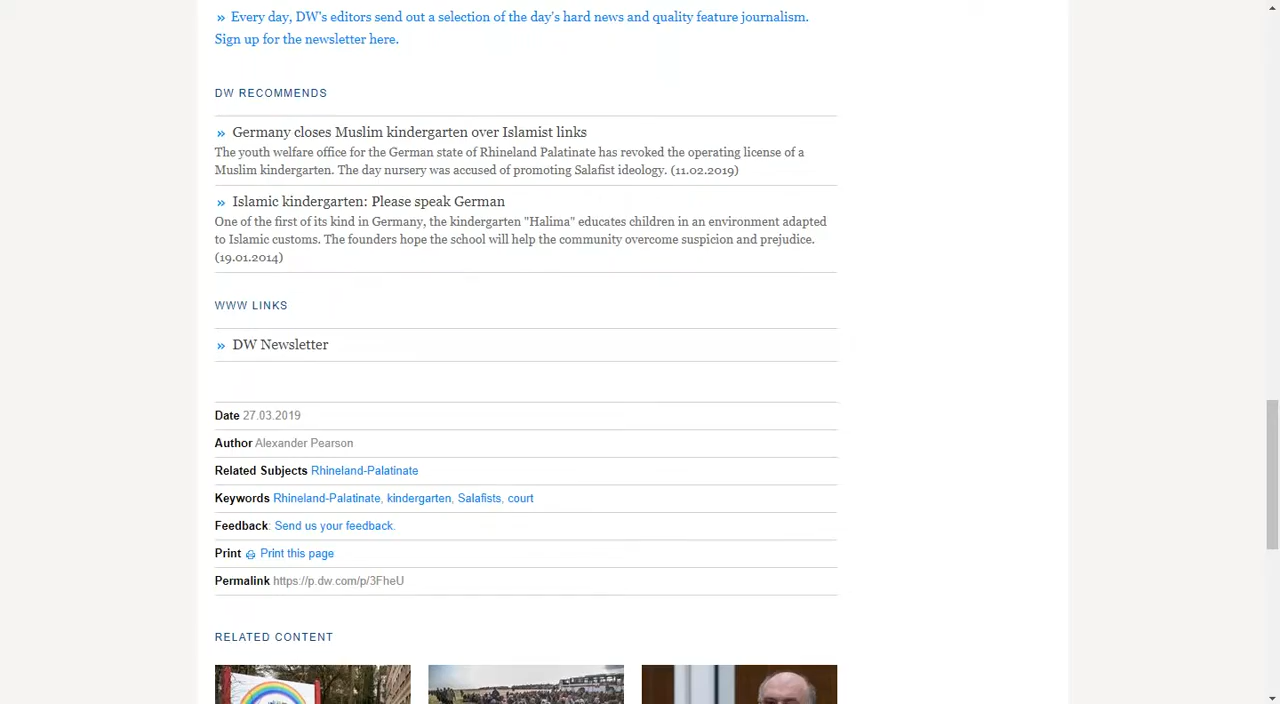 » Every day, DW's editors send out a selection of the day's hard news and quality feature journalism.
Sign up for the newsletter here.
DW RECOMMENDS
» Germany closes Muslim kindergarten over Islamist links
The youth welfare office for the German state of Rhineland Palatinate has revoked the operating license of a
Muslim kindergarten. The day nursery was accused of promoting Salafist ideology. (11.02.2019)
» Islamic kindergarten: Please speak German
One of the first of its kind in Germany, the kindergarten "Halima" educates children in an environment adapted
to Islamic customs. The founders hope the school will help the community overcome suspicion and prejudice.
(19.01.2014)
WWW LINKS
» DW Newsletter
Date 27.03.2019
Author Alexander Pearson
Related Subjects Rhineland-Palatinate
Keywords Rhineland-Palatinate, kindergarten, Salafists, court
Feedback: Send us your feedback.
Print Print this page
Permalink https://p.dw.com/p/3FheU
RELATED CONTENT